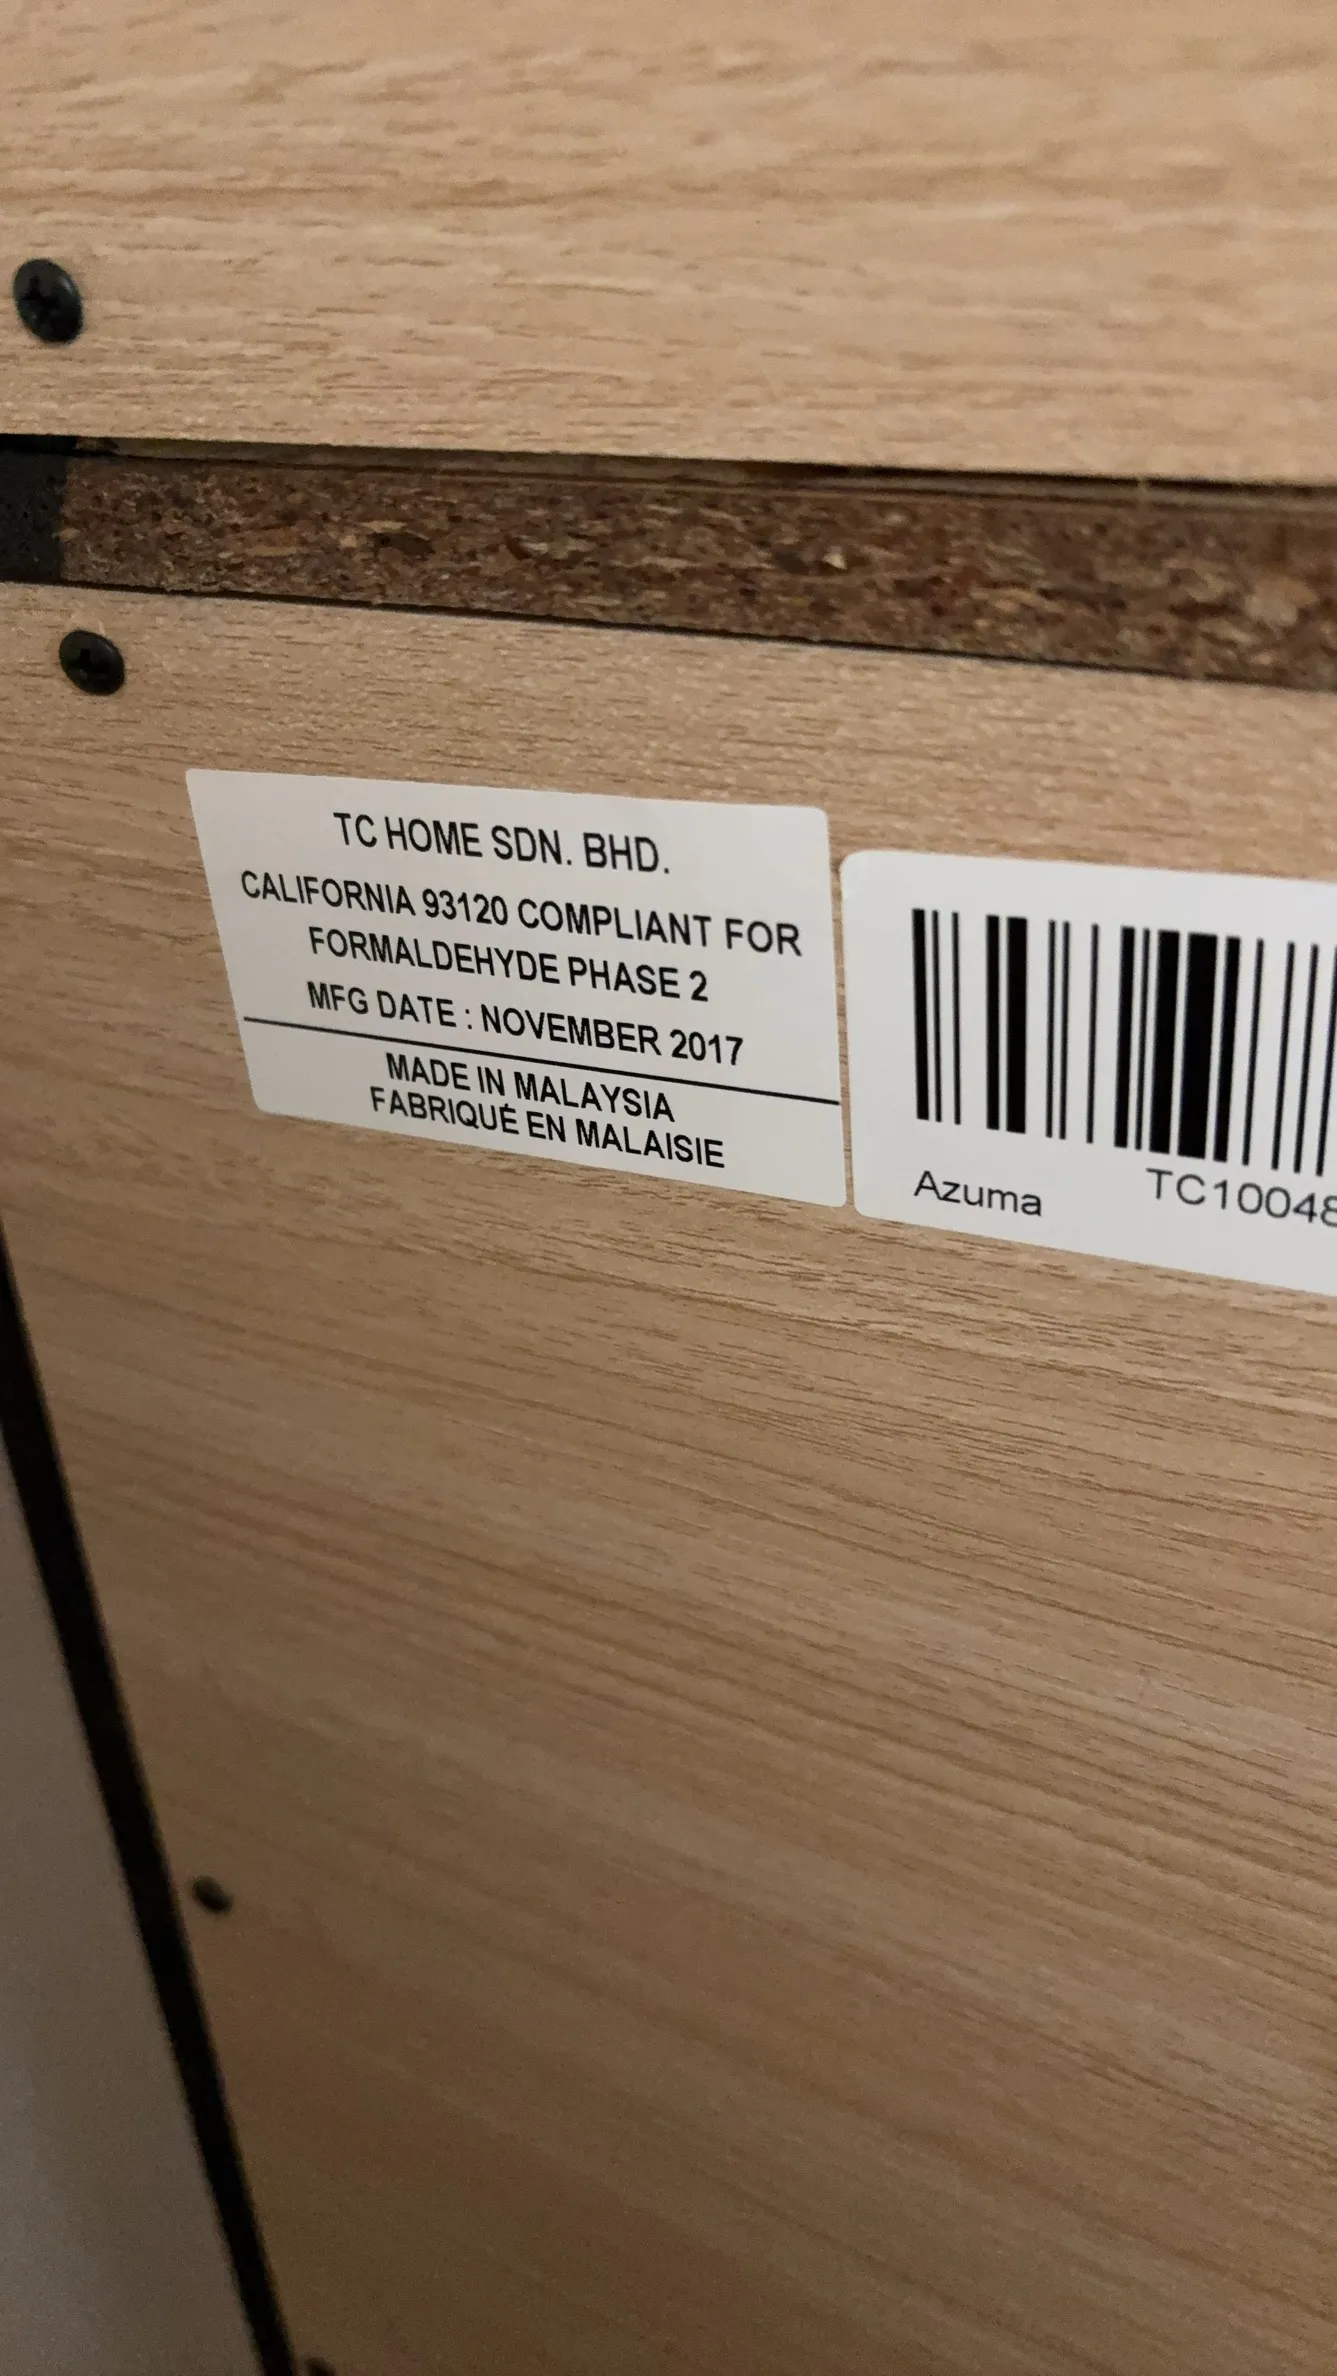 TC HOME SDN. BHD.
CALIFORNIA 93120 COMPLIANT FOR
FORMALDEHYDE PHASE 2
MFG DATE : NOVEMBER 2017
MADE IN MALAYSIA
FABRIQUÉ EN MALAISIE
Azuma TC10048